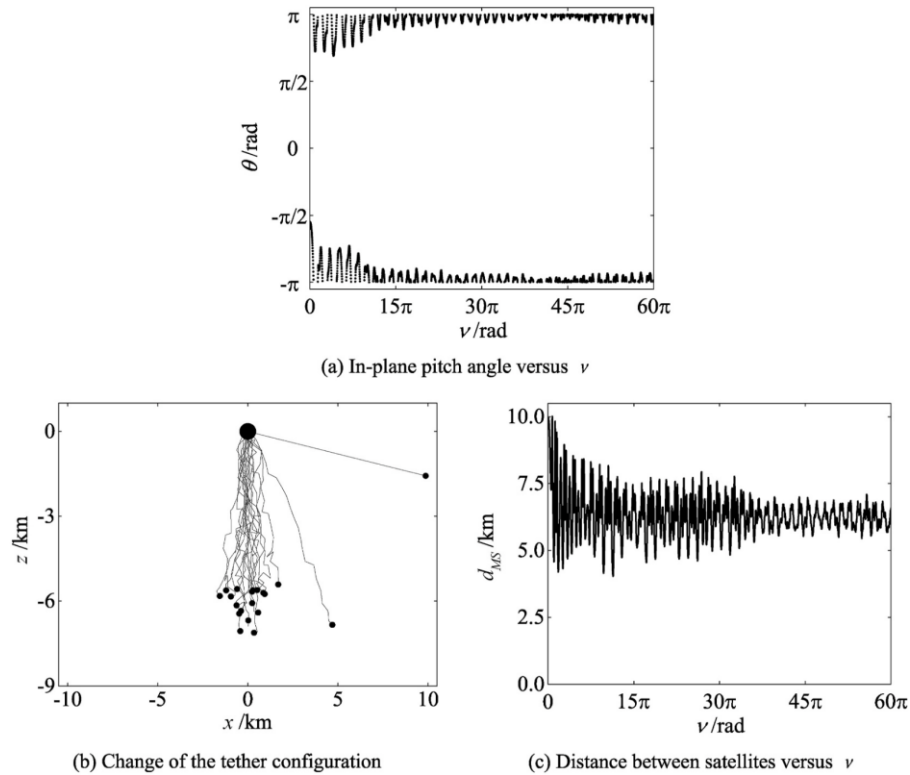 π
π/2
0
-π/2
-π
θ/rad
0
15π
30π
45π
60π
ν/rad
(a) In-plane pitch angle versus ν
0
-3
-6
-9
z/km
-10
-5
0
5
10
x/km
(b) Change of the tether configuration
10.0
7.5
5.0
2.5
0.0
d_MS/km
0
15π
30π
45π
60π
ν/rad
(c) Distance between satellites versus ν